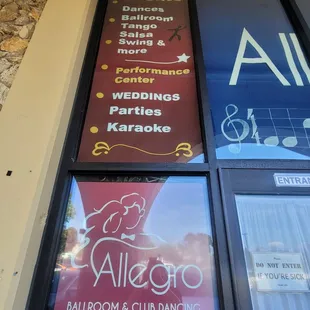 Dances
Ballroom
Tango
Salsa
Swing &
more
Performance
Center
WEDDINGS
Parties
Karaoke
All
ENTRANC
DO NOT ENTER
IF YOU'RE SICK
Allegro
BALLROOM & CLUB DANCING